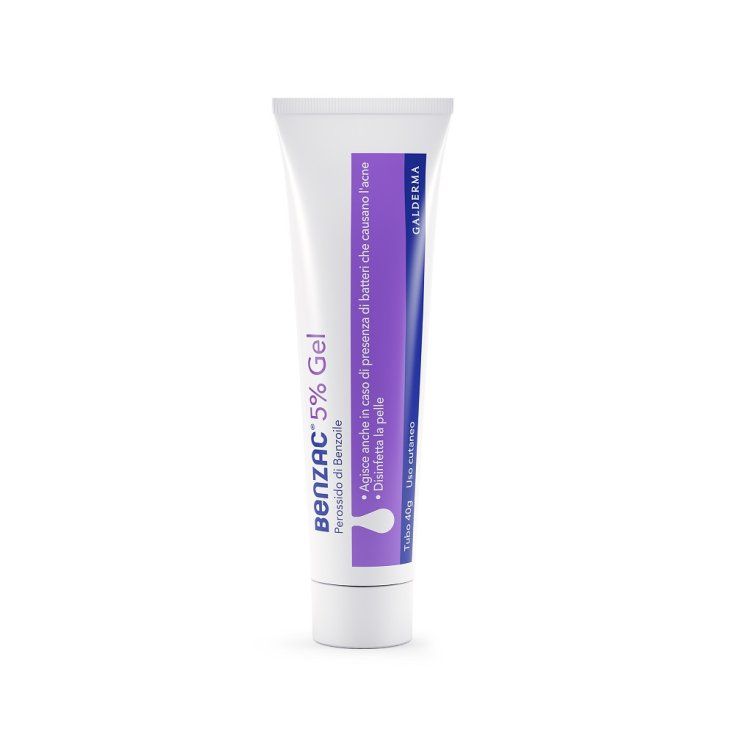 BENZAC® 5% Gel
Perossido di Benzoile
• Agisce anche in caso di presenza di batteri che causano l'acne
• Disinfetta la pelle
Tubo 40g Uso cutaneo
GALDERMA